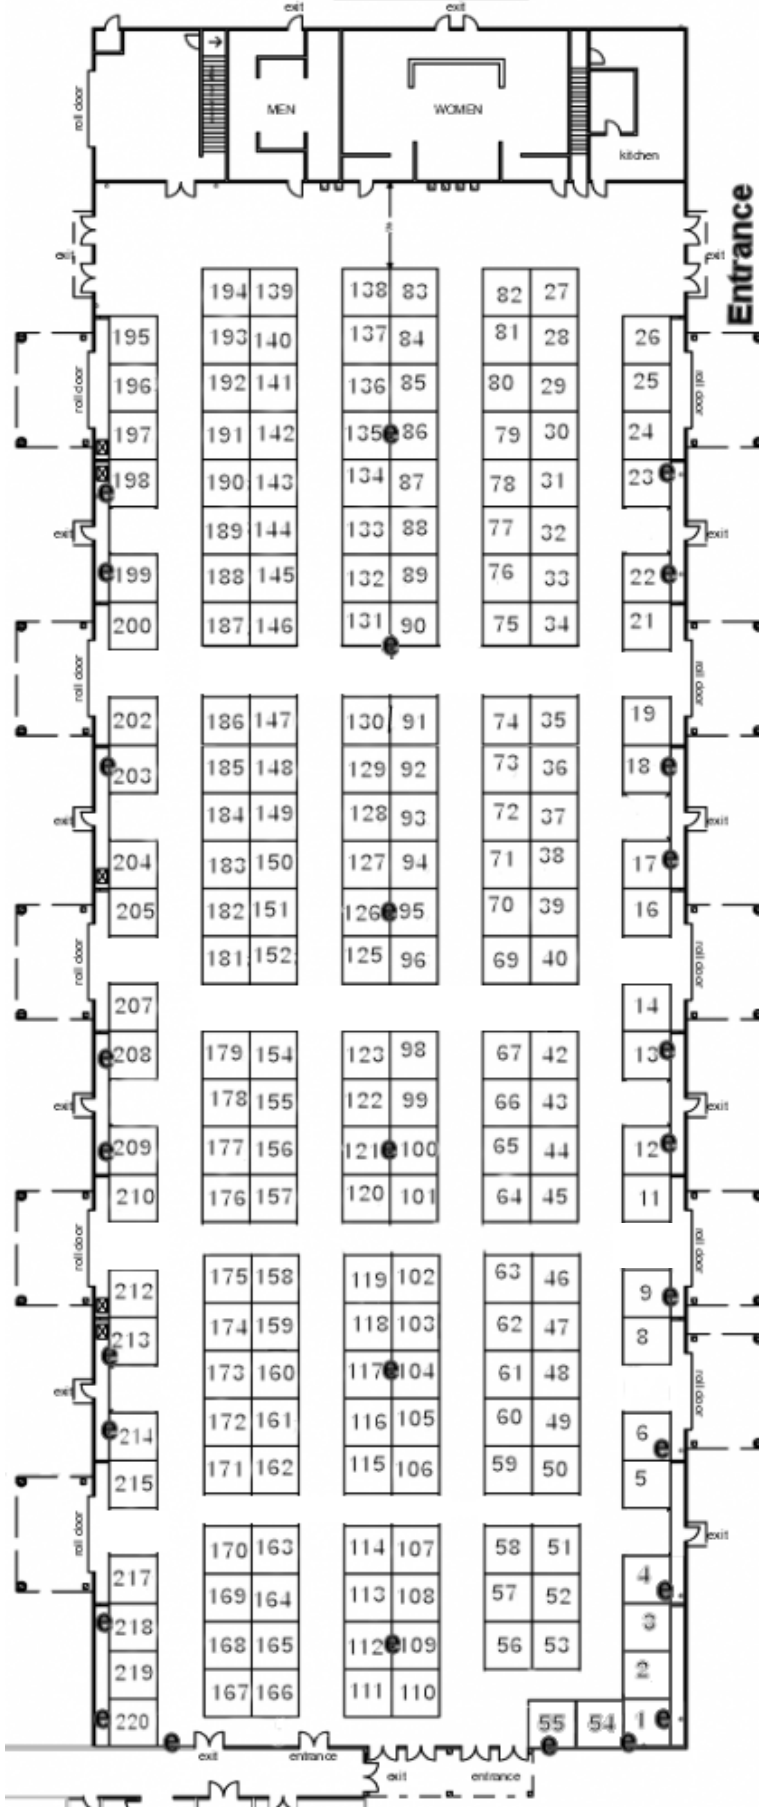 exit exit
roll door MEN WOMEN kitchen
Entrance
exit exit
194 139 138 83 82 27
195 193 140 137 84 81 28 26
roll door 196 192 141 136 85 80 29 25 roll door
197 191 142 135 e 86 79 30 24
198 190 143 134 87 78 31 23 e
e
exit 189 144 133 88 77 32 exit
e 199 188 145 132 89 76 33 22 e
200 187 146 131 90 75 34 21
e
roll door roll door
202 186 147 130 91 74 35 19
e 203 185 148 129 92 73 36 18 e
exit 184 149 128 93 72 37 exit
204 183 150 127 94 71 38 17 e
205 182 151 126 e 95 70 39 16
roll door 181 152 125 96 69 40 roll door
207 14
e 208 179 154 123 98 67 42 13 e
exit 178 155 122 99 66 43 exit
e 209 177 156 121 e 100 65 44 12 e
210 176 157 120 101 64 45 11
roll door roll door
212 175 158 119 102 63 46 9 e
213 174 159 118 103 62 47 8
e
exit 173 160 117 e 104 61 48 roll door
e 214 172 161 116 105 60 49 6 e
215 171 162 115 106 59 50 5
roll door exit
170 163 114 107 58 51
217 169 164 113 108 57 52 4 e
e 218 168 165 112 e 109 56 53 3
219 167 166 111 110 2
e 220 55 54 1 e
e e e
exit entrance exit entrance